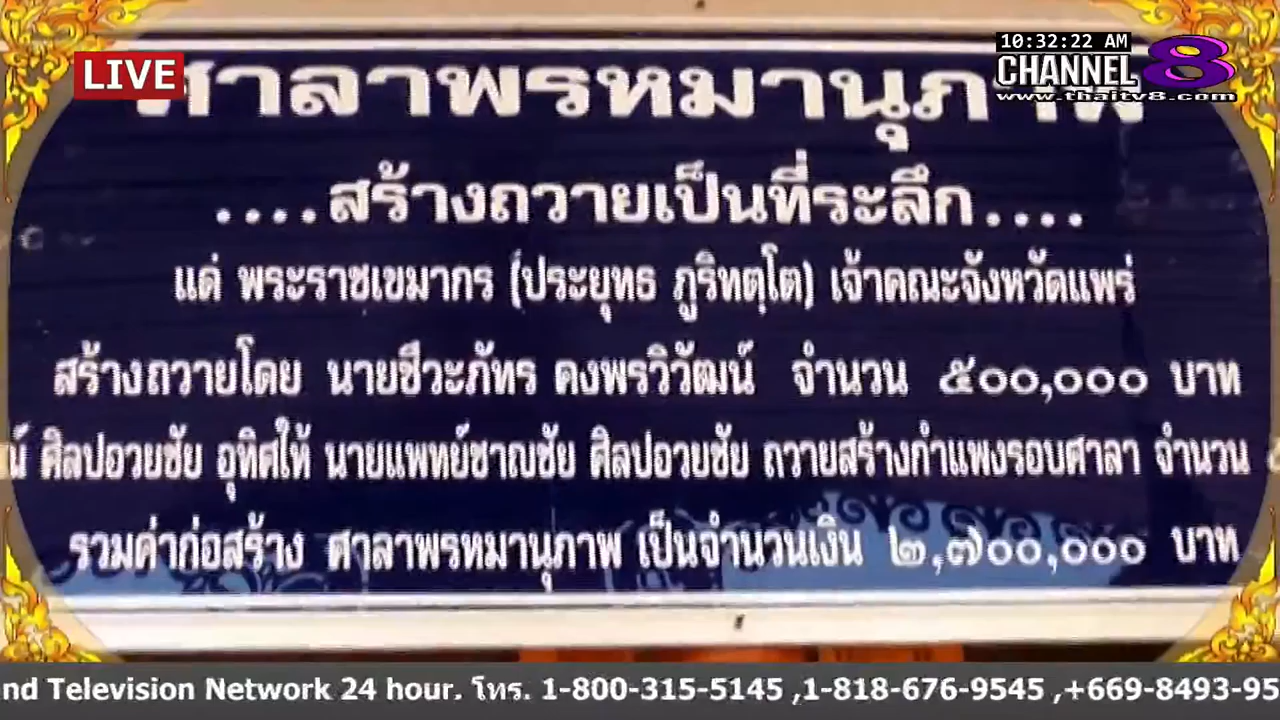 LIVE
10:32:22 AM
CHANNEL 8
www.thaitv8.com
ศาลาพรหมานุภาพ
....สร้างถวายเป็นที่ระลึก....
แด่ พระราชเขมากร (ประยุทธ ภูริทตฺโต) เจ้าคณะจังหวัดแพร่
สร้างถวายโดย นายชีวะภัทร คงพรวิวัฒน์ จำนวน ๕๐๐,๐๐๐ บาท
ศิลปอวยชัย อุทิศให้ นายแพทย์ชาญชัย ศิลปอวยชัย ถวายสร้างกำแพงรอบศาลา จำนวน
รวมค่าก่อสร้าง ศาลาพรหมานุภาพ เป็นจำนวนเงิน ๒,๗๐๐,๐๐๐ บาท
nd Television Network 24 hour. โทร. 1-800-315-5145 ,1-818-676-9545 ,+669-8493-95